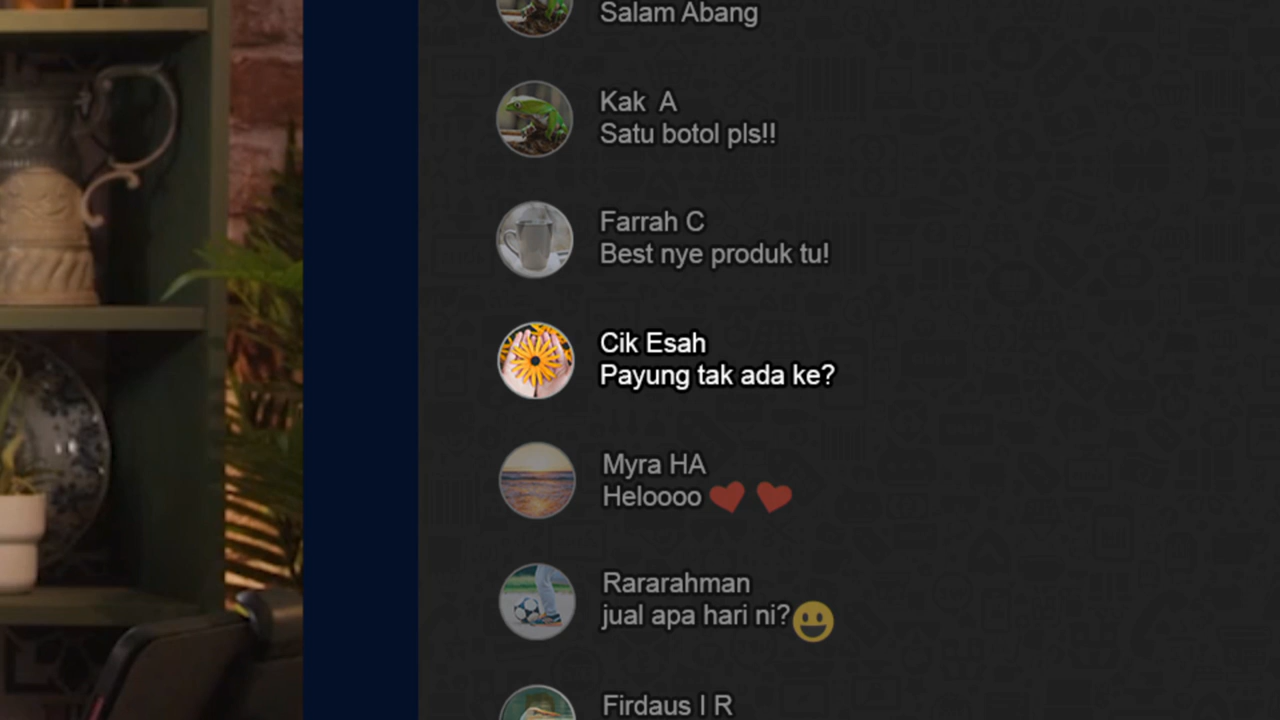 Salam Abang
Kak A
Satu botol pls!!
Farrah C
Best nye produk tu!
Cik Esah
Payung tak ada ke?
Myra HA
Heloooo
Rararahman
jual apa hari ni?
Firdaus I R